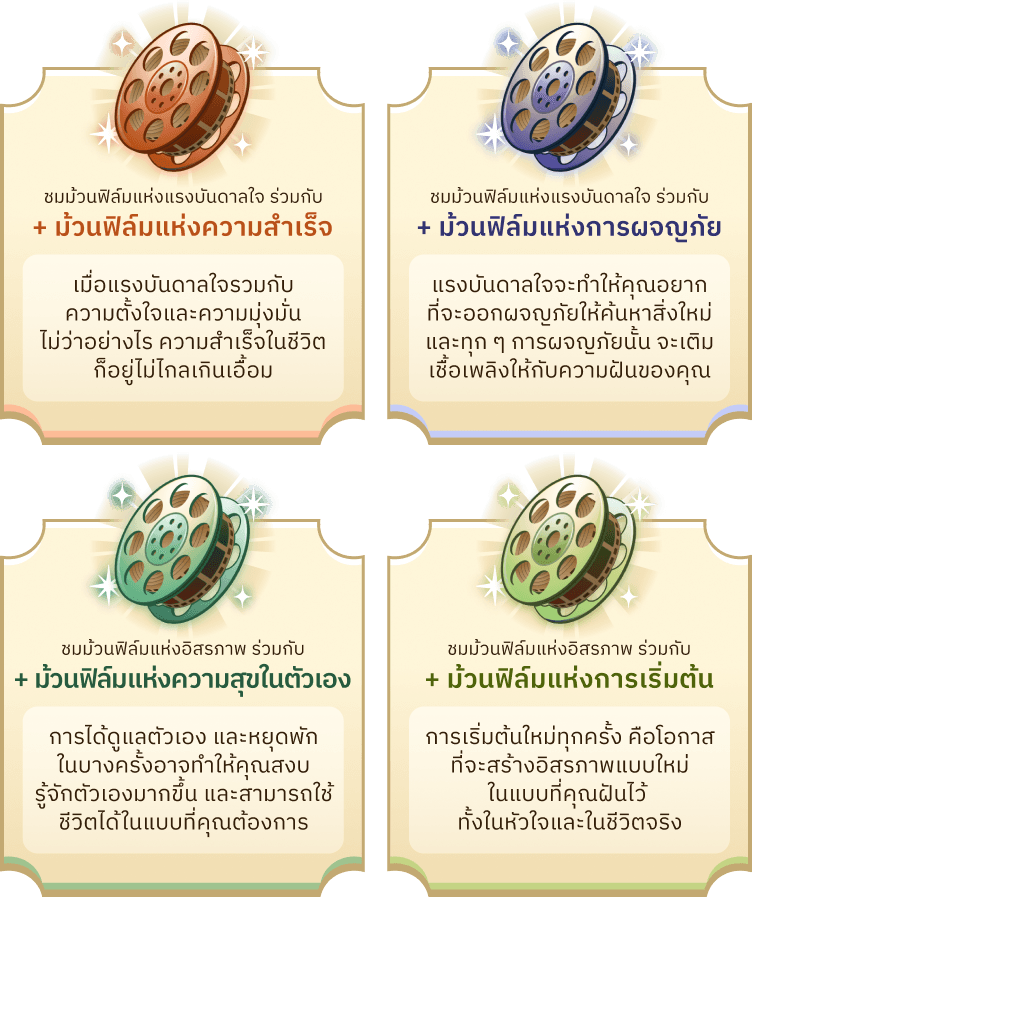 ชมม้วนฟิล์มแห่งแรงบันดาลใจ ร่วมกับ
+ ม้วนฟิล์มแห่งความสำเร็จ
เมื่อแรงบันดาลใจรวมกับ
ความตั้งใจและความมุ่งมั่น
ไม่ว่าอย่างไร ความสำเร็จในชีวิต
ก็อยู่ไม่ไกลเกินเอื้อม
ชมม้วนฟิล์มแห่งแรงบันดาลใจ ร่วมกับ
+ ม้วนฟิล์มแห่งการผจญภัย
แรงบันดาลใจจะทำให้คุณอยาก
ที่จะออกผจญภัยให้ค้นหาสิ่งใหม่
และทุก ๆ การผจญภัยนั้น จะเติม
เชื้อเพลิงให้กับความฝันของคุณ
ชมม้วนฟิล์มแห่งอิสรภาพ ร่วมกับ
+ ม้วนฟิล์มแห่งความสุขในตัวเอง
การได้ดูแลตัวเอง และหยุดพัก
ในบางครั้งอาจทำให้คุณสงบ
รู้จักตัวเองมากขึ้น และสามารถใช้
ชีวิตได้ในแบบที่คุณต้องการ
ชมม้วนฟิล์มแห่งอิสรภาพ ร่วมกับ
+ ม้วนฟิล์มแห่งการเริ่มต้น
การเริ่มต้นใหม่ทุกครั้ง คือโอกาส
ที่จะสร้างอิสรภาพแบบใหม่
ในแบบที่คุณฝันไว้
ทั้งในหัวใจและในชีวิตจริง